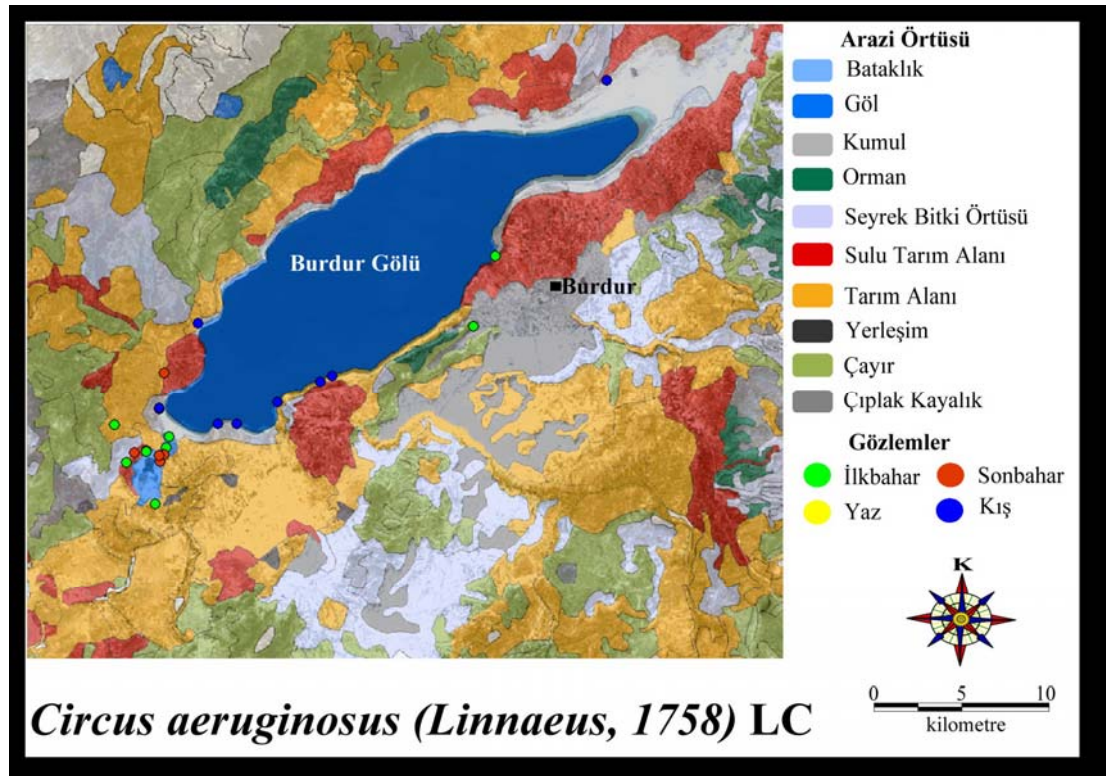 Arazi Örtüsü
Bataklık
Göl
Kumul
Orman
Seyrek Bitki Örtüsü
Sulu Tarım Alanı
Tarım Alanı
Yerleşim
Çayır
Çıplak Kayalık
Gözlemler
İlkbahar Sonbahar
Yaz Kış
Burdur Gölü
Burdur
K
0 5 10
kilometre
Circus aeruginosus (Linnaeus, 1758) LC